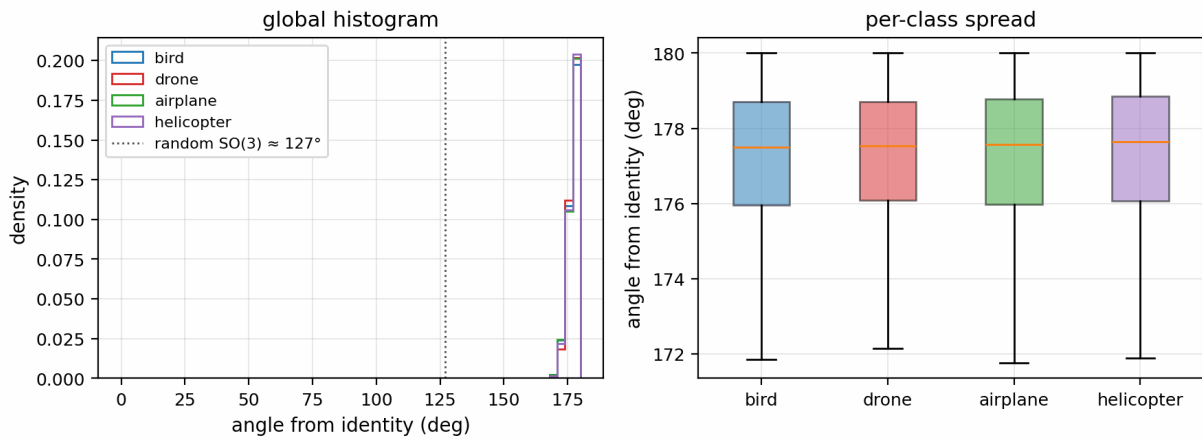 global histogram
bird
drone
airplane
helicopter
random SO(3) ≈ 127°
0.200
0.175
0.150
0.125
0.100
0.075
0.050
0.025
0.000
density
0 25 50 75 100 125 150 175
angle from identity (deg)
per-class spread
180
178
176
174
172
angle from identity (deg)
bird drone airplane helicopter